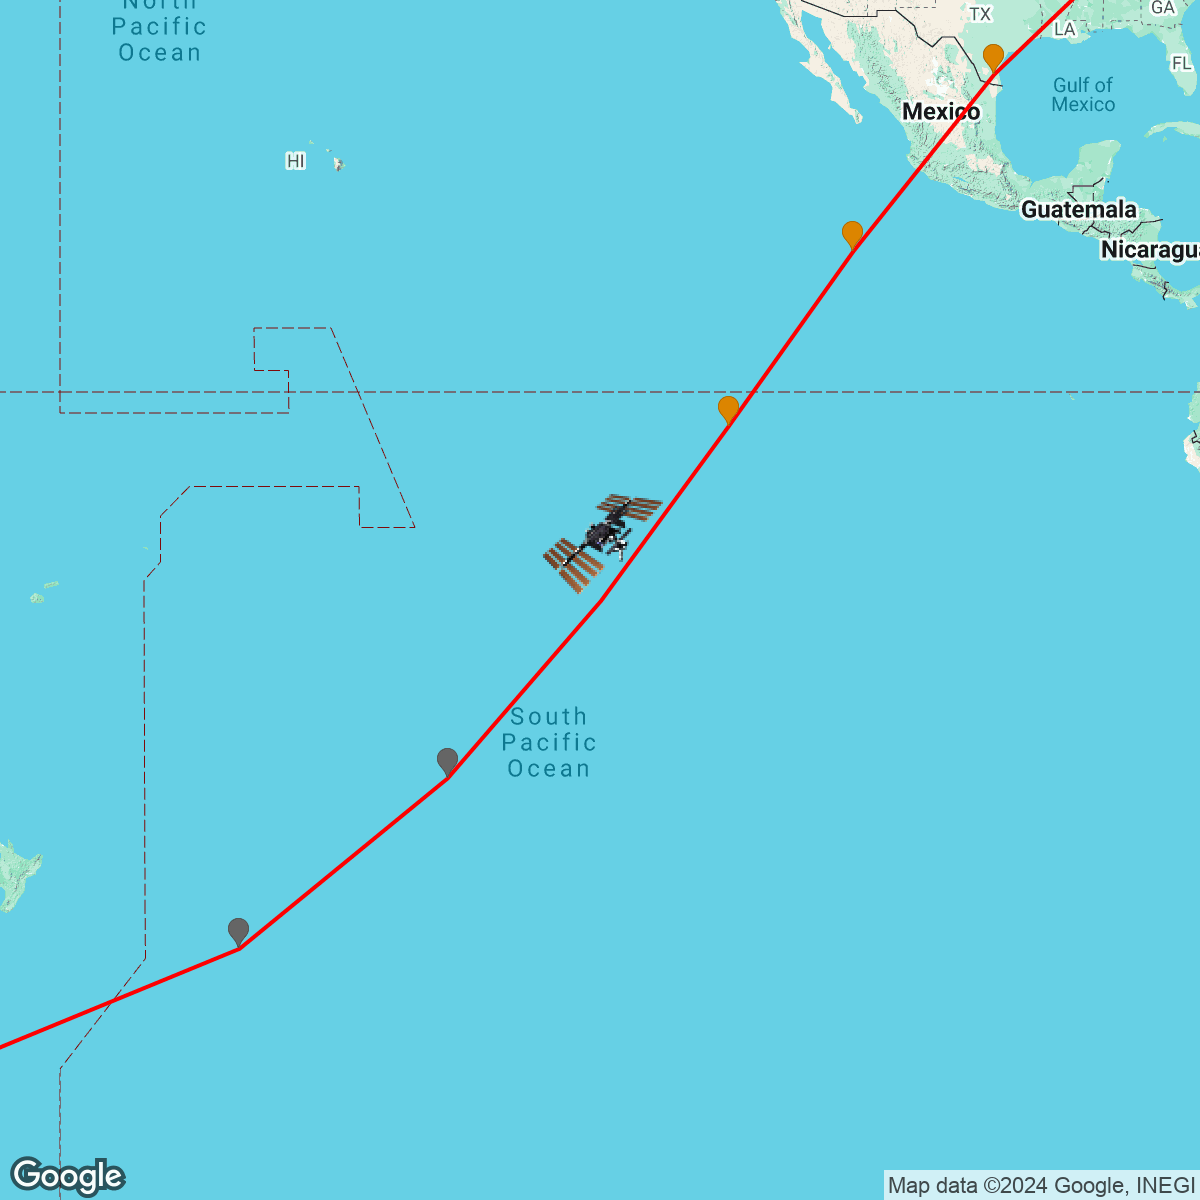 North
Pacific
Ocean
TX
LA
GA
FL
Gulf of
Mexico
Mexico
HI
Guatemala
Nicaragua
South
Pacific
Ocean
Google
Map data ©2024 Google, INEGI